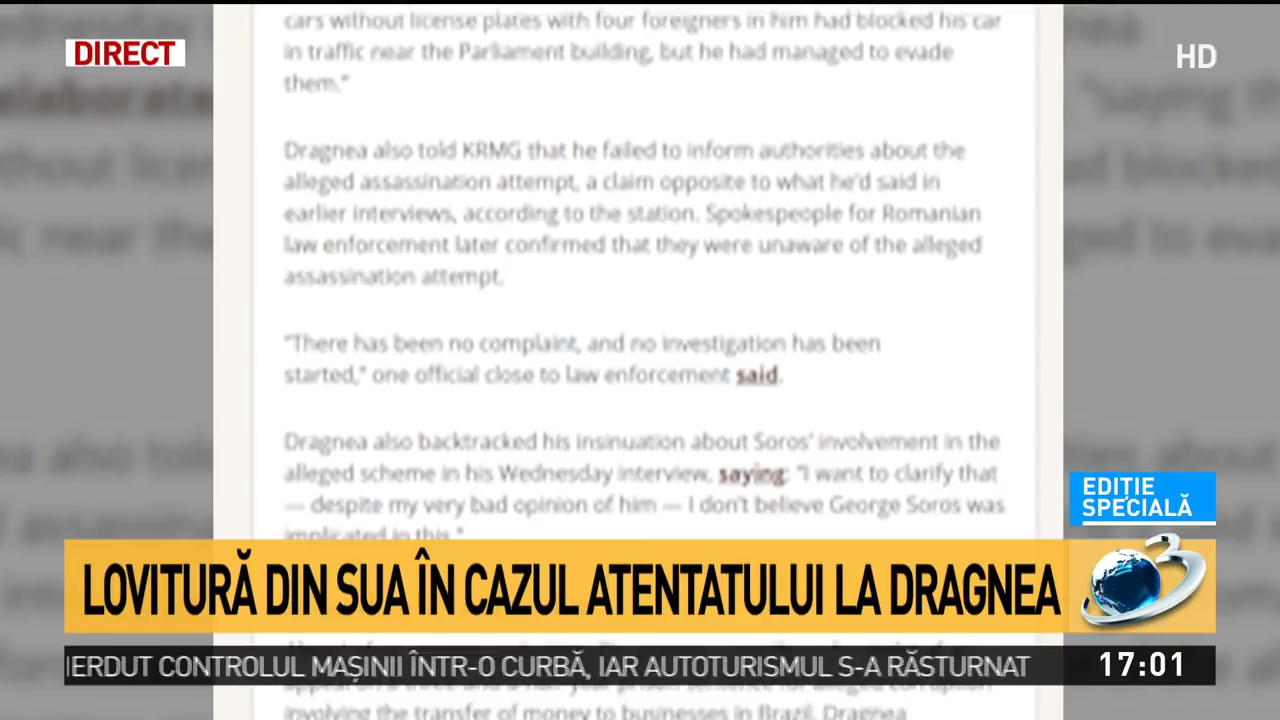 DIRECT
HD
cars without license plates with four foreigners in him had blocked his car
in traffic near the Parliament building, but he had managed to evade
them."
Dragnea also told KRMG that he failed to inform authorities about the
alleged assassination attempt, a claim opposite to what he'd said in
earlier interviews, according to the station. Spokespeople for Romanian
law enforcement later confirmed that they were unaware of the alleged
assassination attempt.
"There has been no complaint, and no investigation has been
started," one official close to law enforcement said.
Dragnea also backtracked his insinuation about Soros' involvement in the
alleged scheme in his Wednesday interview, saying: "I want to clarify that
— despite my very bad opinion of him — I don't believe George Soros was
implicated in this."
EDIȚIE
SPECIALĂ
LOVITURĂ DIN SUA ÎN CAZUL ATENTATULUI LA DRAGNEA
3
IERDUT CONTROLUL MAȘINII ÎNTR-O CURBĂ, IAR AUTOTURISMUL S-A RĂSTURNAT
17:01
involving the transfer of money to businesses in Brazil. Dragnea